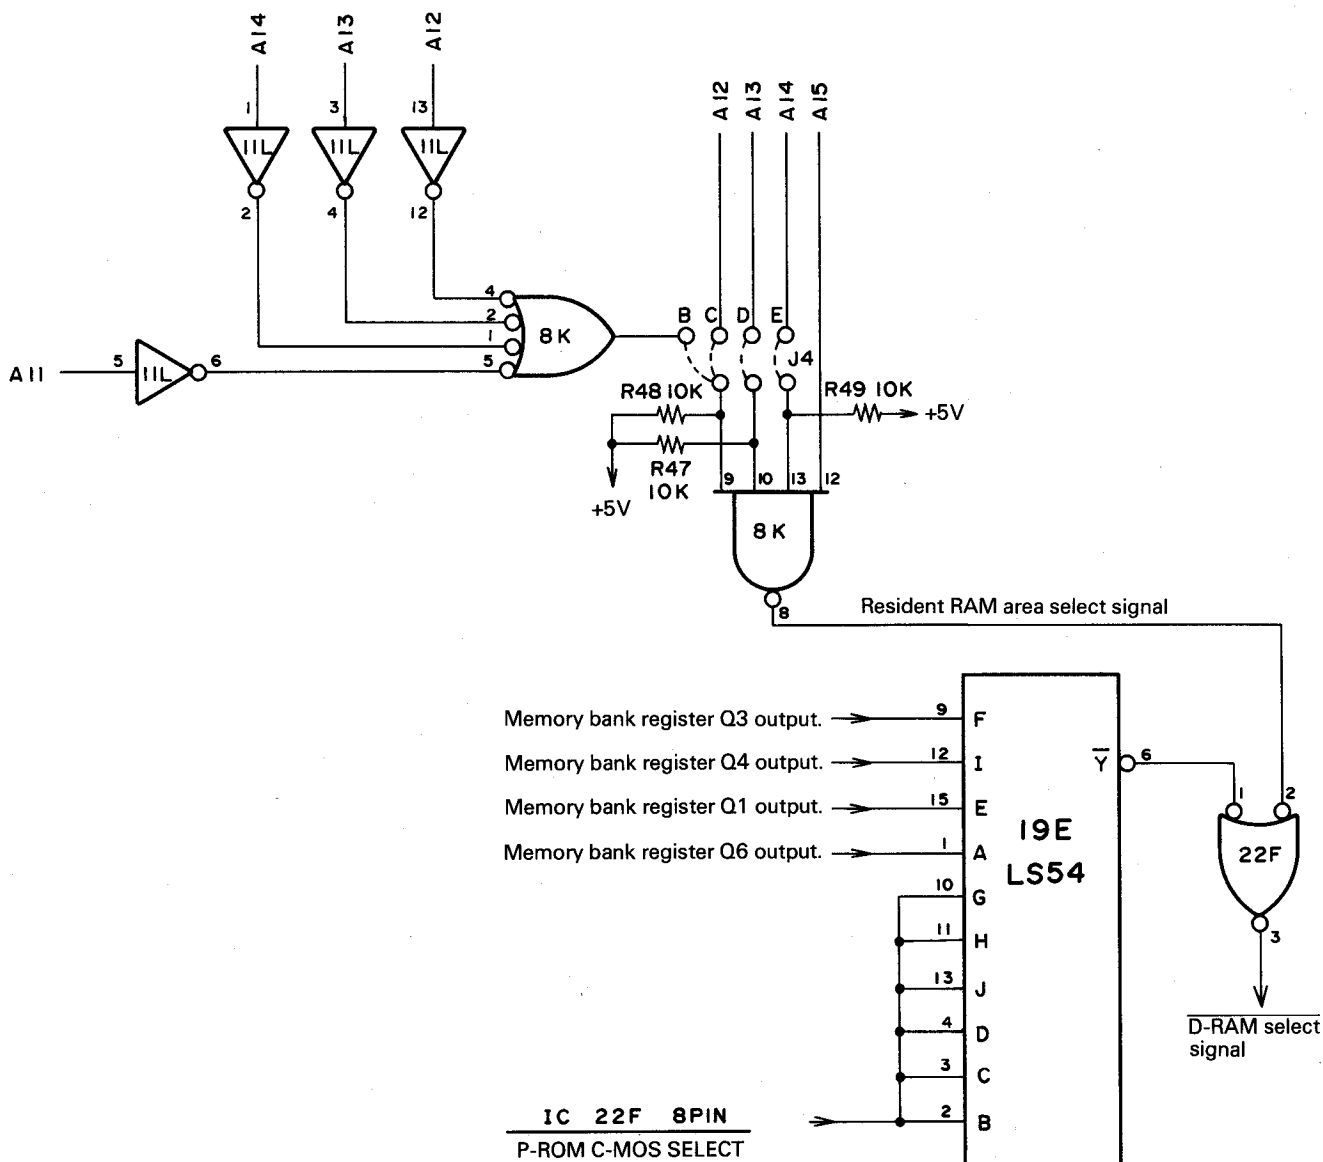 A14
A13
A12
1
3
13
11L
11L
11L
2
4
12
A12
A13
A14
A15
4
2
1
5
8K
B
C
D
E
J4
A11
5
11L
6
R48 10K
R49 10K
+5V
R47
10K
+5V
9
10
13
12
8K
8
Resident RAM area select signal
Memory bank register Q3 output.
9
F
Memory bank register Q4 output.
12
I
Y
6
1
2
Memory bank register Q1 output.
15
E
19E
LS54
22F
Memory bank register Q6 output.
1
A
10
G
3
11
H
13
J
4
D
D-RAM select
signal
3
C
IC 22F 8PIN
2
B
P-ROM C-MOS SELECT